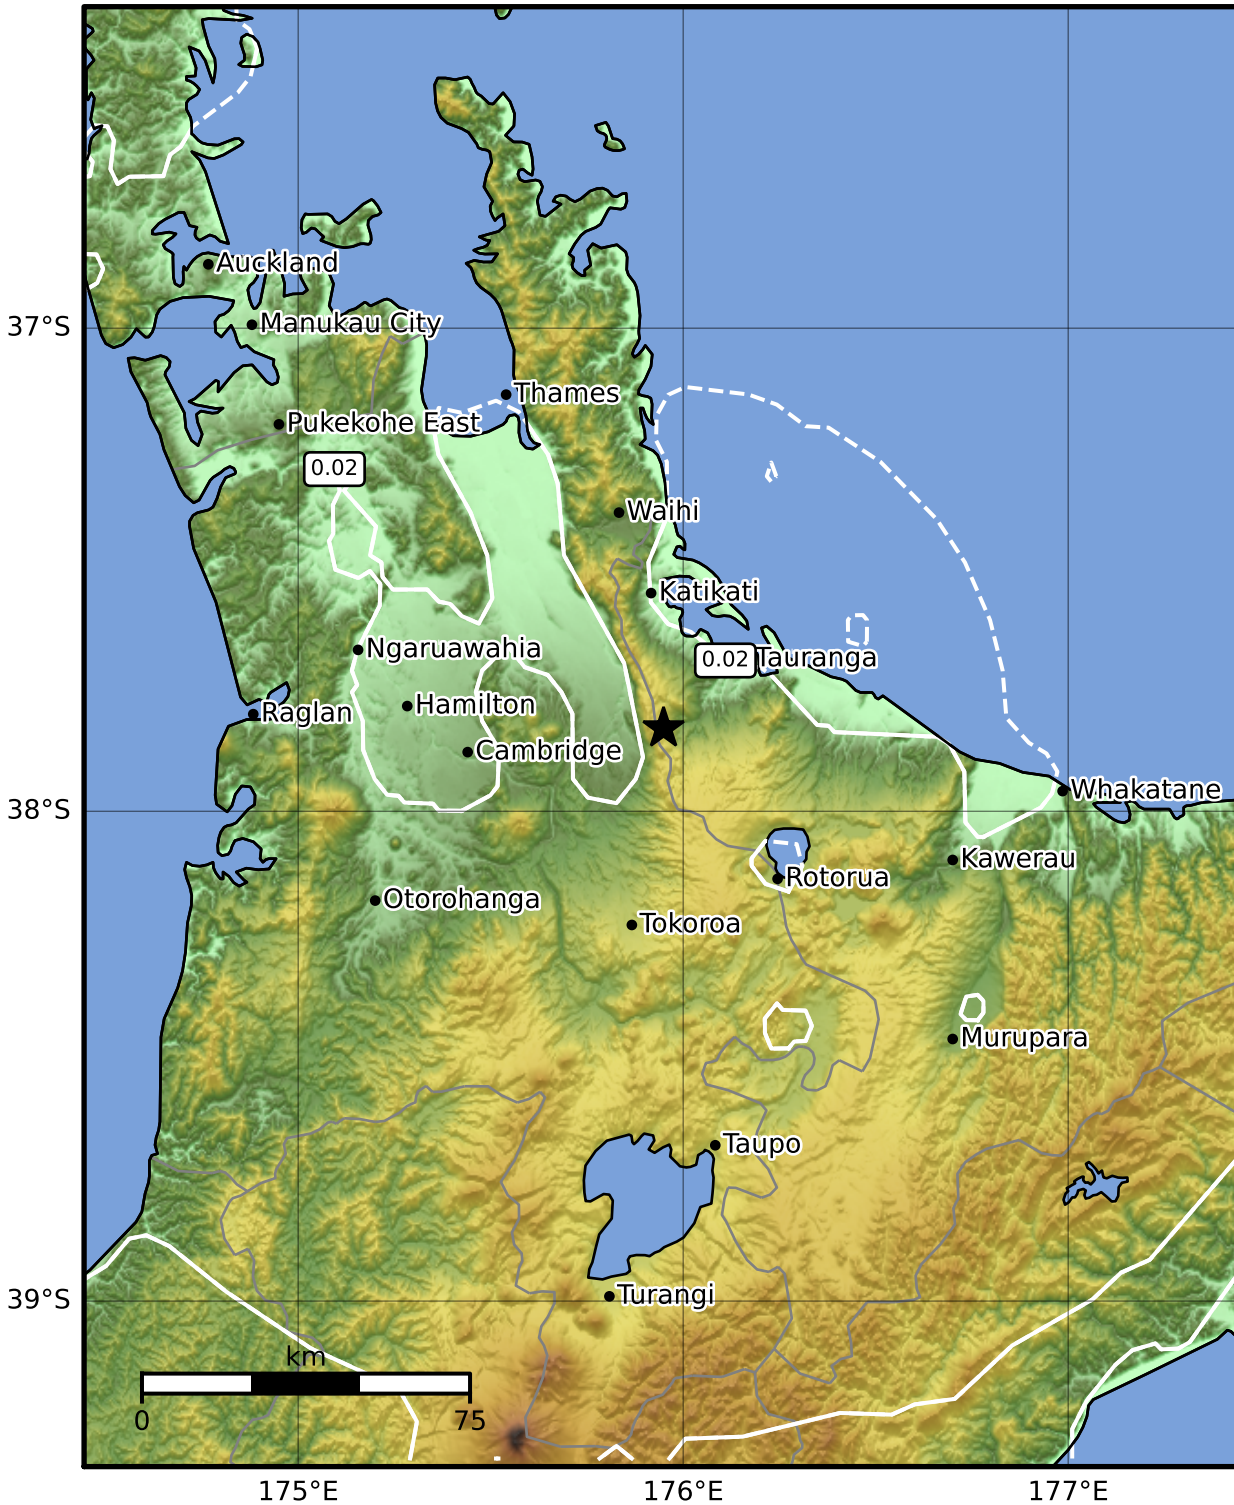 Auckland
37°S
Manukau City
Thames
Pukekohe East
0.02
Waihi
Katikati
Ngaruawahia
0.02
Tauranga
Hamilton
Raglan
Cambridge
Whakatane
38°S
Kawerau
Rotorua
Otorohanga
Tokoroa
Murupara
Taupo
39°S
Turangi
km
0
75
175°E
176°E
177°E